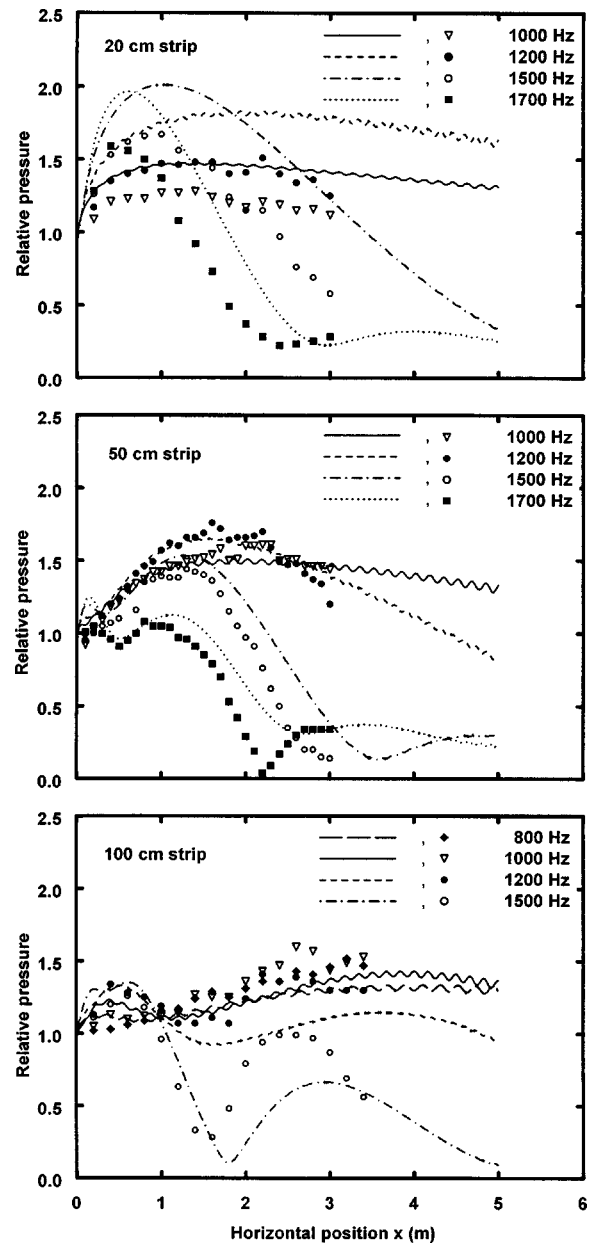 2.5
20 cm strip
, 1000 Hz
, 1200 Hz
, 1500 Hz
, 1700 Hz
2.0
1.5
1.0
0.5
0.0
Relative pressure
2.5
50 cm strip
, 1000 Hz
, 1200 Hz
, 1500 Hz
, 1700 Hz
2.0
1.5
1.0
0.5
0.0
Relative pressure
2.5
100 cm strip
, 800 Hz
, 1000 Hz
, 1200 Hz
, 1500 Hz
2.0
1.5
1.0
0.5
0.0
Relative pressure
0 1 2 3 4 5 6
Horizontal position x (m)